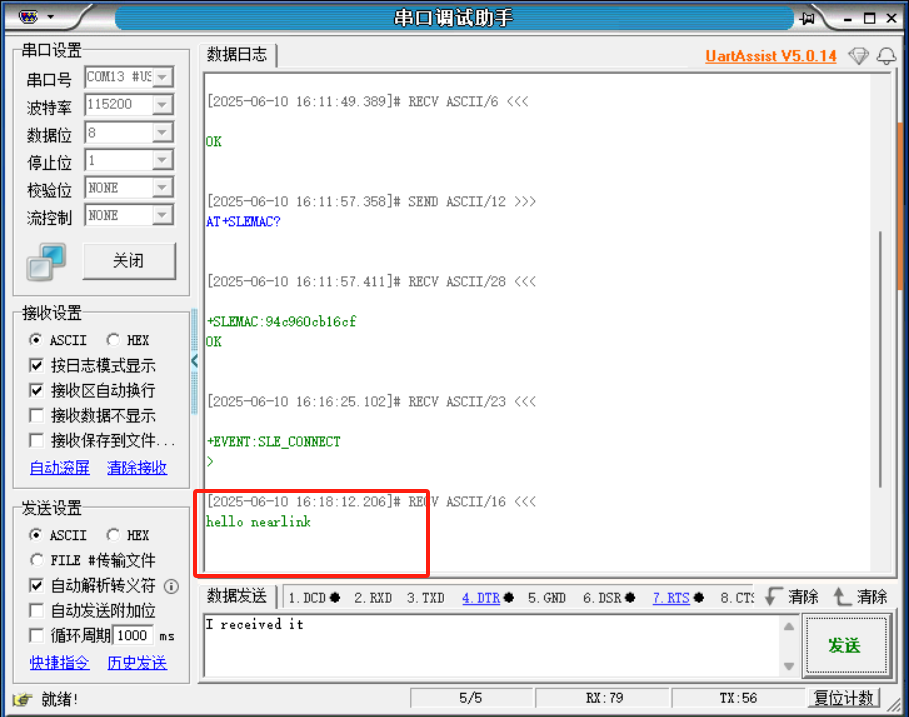 串口调试助手
串口设置
串口号 COM13 #US
波特率 115200
数据位 8
停止位 1
校验位 NONE
流控制 NONE
关闭
接收设置
ASCII HEX
按日志模式显示
接收区自动换行
接收数据不显示
接收保存到文件...
自动滚屏 清除接收
发送设置
ASCII HEX
FILE #传输文件
自动解析转义符
自动发送附加位
循环周期 1000 ms
快捷指令 历史发送
数据日志
UartAssist V5.0.14
[2025-06-10 16:11:49.389]# RECV ASCII/6 <<<
OK
[2025-06-10 16:11:57.358]# SEND ASCII/12 >>>
AT+SLEMAC?
[2025-06-10 16:11:57.411]# RECV ASCII/28 <<<
+SLEMAC:94c960cb16cf
OK
[2025-06-10 16:16:25.102]# RECV ASCII/23 <<<
+EVENT:SLE_CONNECT
>
[2025-06-10 16:18:12.206]# RECV ASCII/16 <<<
hello nearlink
数据发送 1.DCD 2.RXD 3.TXD 4.DTR 5.GND 6.DSR 7.RTS 8.CTS 清除 清除
I received it
发送
就绪! 5/5 RX:79 TX:56 复位计数